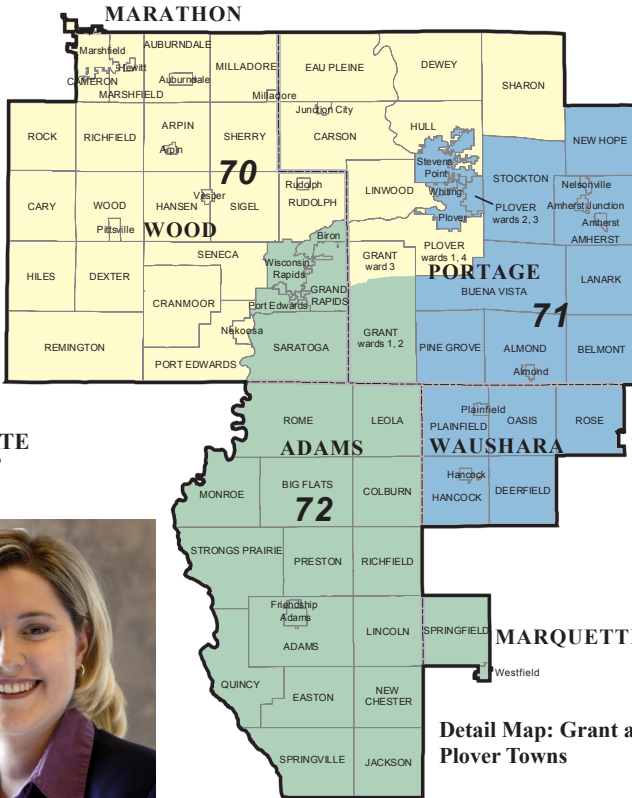 MARATHON
Marshfield
AUBURNDALE
MILLADORE
EAU PLEINE
DEWEY
SHARON
Hewitt
CAMERON
MARSHFIELD
Auburndale
Milladore
Junction City
ROCK
RICHFIELD
ARPIN
Arpin
SHERRY
CARSON
HULL
NEW HOPE
70
Stevens
Point
STOCKTON
Rudolph
RUDOLPH
LINWOOD
Whiting
Nelsonville
CARY
WOOD
HANSEN
Vesper
SIGEL
Plover
PLOVER
wards 2, 3
Amherst Junction
Amherst
AMHERST
Pittsville
WOOD
Biron
SENECA
Wisconsin
Rapids
GRANT
ward 3
PLOVER
wards 1, 4
PORTAGE
HILES
DEXTER
GRAND
RAPIDS
BUENA VISTA
LANARK
CRANMOOR
Port Edwards
71
Nekoosa
GRANT
wards 1, 2
REMINGTON
PORT EDWARDS
SARATOGA
PINE GROVE
ALMOND
Almond
BELMONT
TE
ROME
LEOLA
Plainfield
PLAINFIELD
OASIS
ROSE
ADAMS
WAUSHARA
MONROE
BIG FLATS
COLBURN
Hancock
HANCOCK
DEERFIELD
72
STRONGS PRAIRIE
PRESTON
RICHFIELD
Friendship
Adams
ADAMS
LINCOLN
SPRINGFIELD
MARQUETT
Westfield
QUINCY
EASTON
NEW
CHESTER
SPRINGVILLE
JACKSON
Detail Map: Grant a
Plover Towns